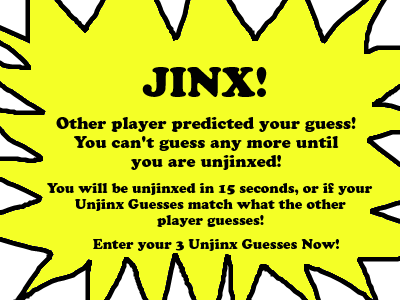 JINX!
Other player predicted your guess!
You can't guess any more until
you are unjinxed!
You will be unjinxed in 15 seconds, or if your
Unjinx Guesses match what the other
player guesses!
Enter your 3 Unjinx Guesses Now!